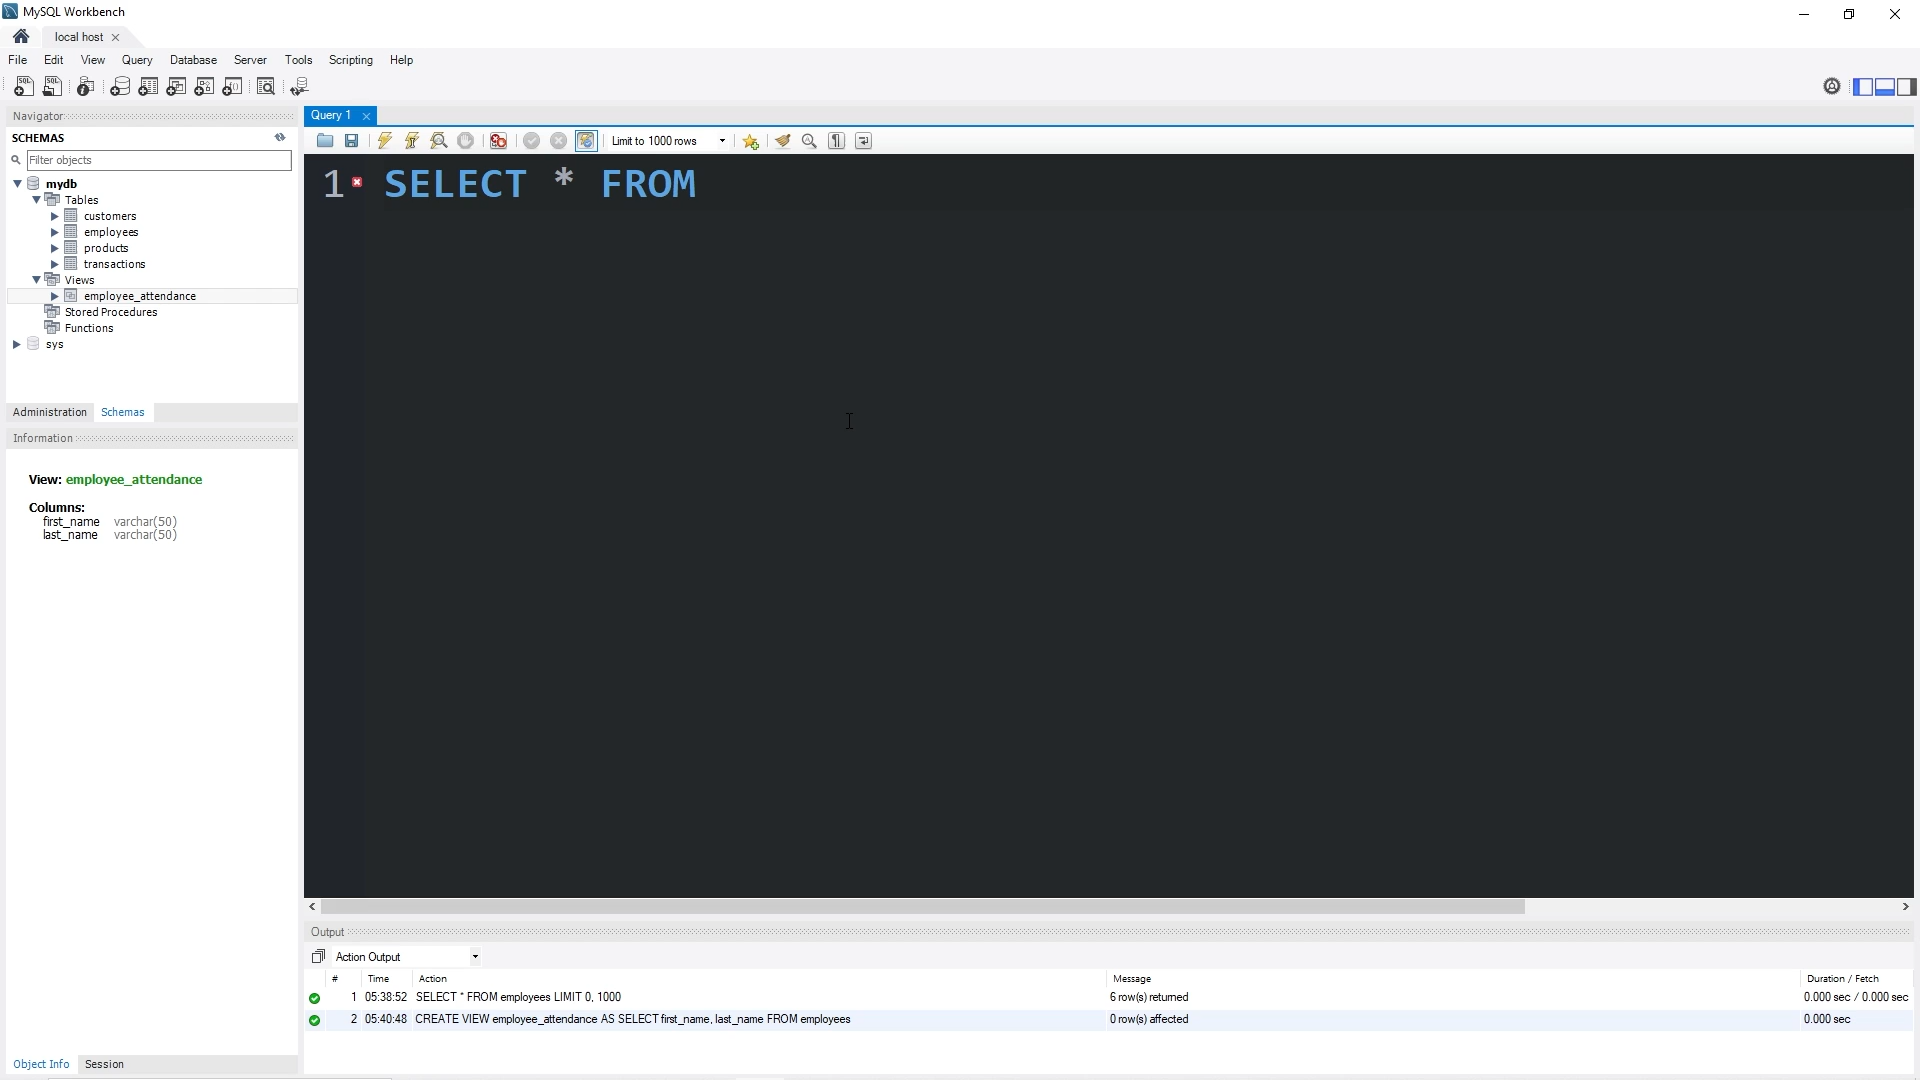 MySQL Workbench
local host
File Edit View Query Database Server Tools Scripting Help
Navigator
SCHEMAS
Filter objects
mydb
Tables
customers
employees
products
transactions
Views
employee_attendance
Stored Procedures
Functions
sys
Administration Schemas
Information
View: employee_attendance
Columns:
first_name varchar(50)
last_name varchar(50)
Object Info Session
Query 1
Limit to 1000 rows
1 SELECT * FROM
Output
Action Output
# Time Action Message Duration / Fetch
1 05:38:52 SELECT * FROM employees LIMIT 0, 1000 6 row(s) returned 0.000 sec / 0.000 sec
2 05:40:48 CREATE VIEW employee_attendance AS SELECT first_name, last_name FROM employees 0 row(s) affected 0.000 sec